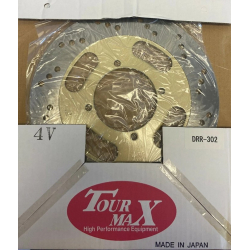 4V
DRR-302
TOUR
MAX
High Performance Equipment
MADE IN JAPAN